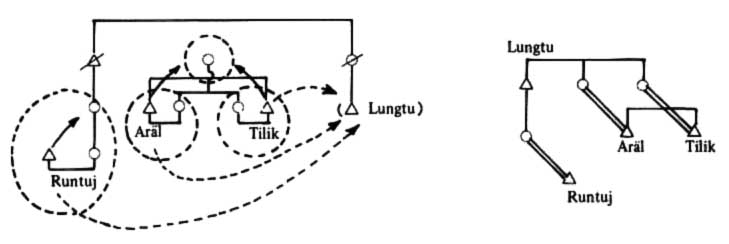 Lungtu)
Aräl
Tilik
Runtuj
Lungtu
Aräl
Tilik
Runtuj